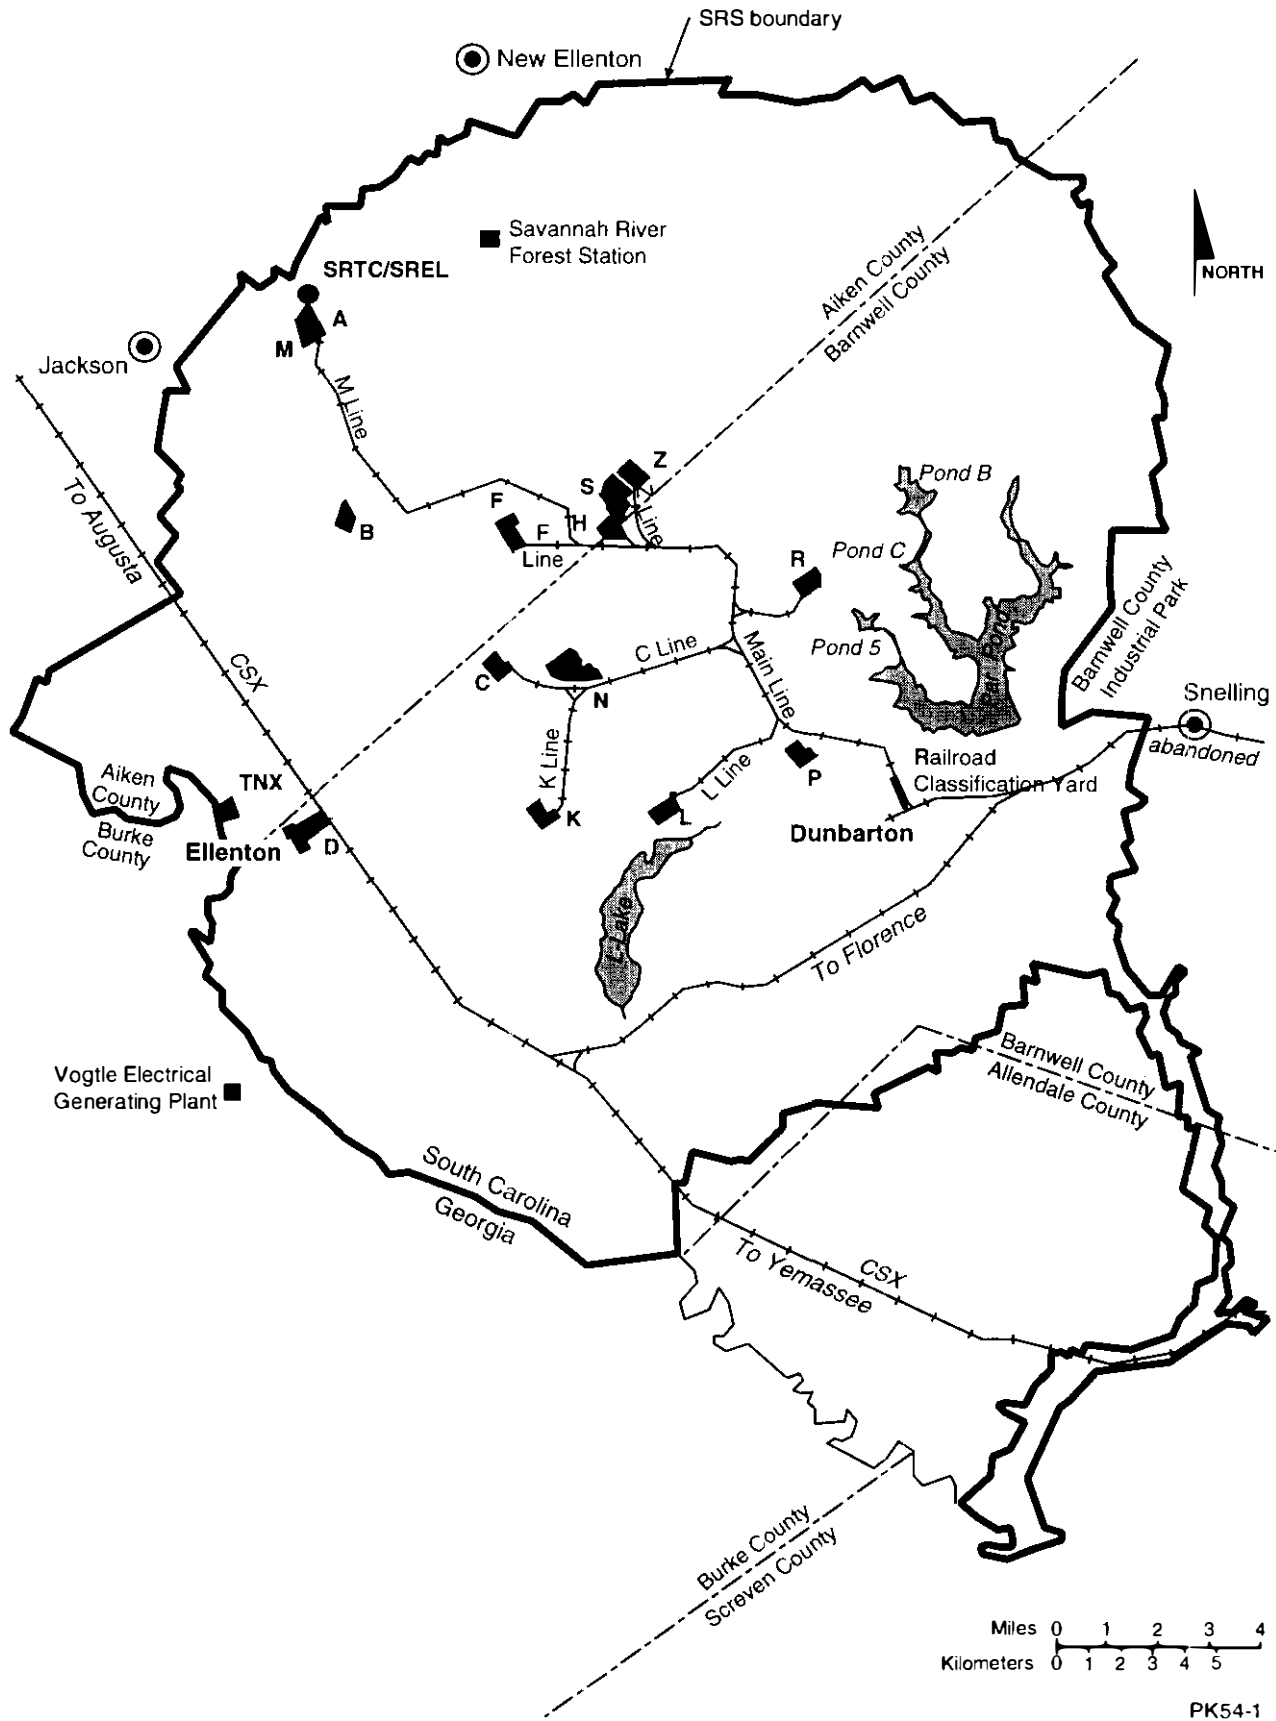 SRS boundary
New Ellenton
Savannah River
Forest Station
SRTC/SREL
Aiken County
Barnwell County
NORTH
A
M
Jackson
M Line
To Augusta
Z
S
F
H
F
Line
Z Line
B
Pond B
Pond C
R
Pond 5
Par Pond
Barnwell County
Industrial Park
CSX
C Line
Main Line
C
N
Snelling
abandoned
K Line
L Line
P
Railroad
Classification Yard
Aiken
County
Burke
County
TNX
K
L
Dunbarton
Ellenton
D
L-Lake
To Florence
Barnwell County
Allendale County
Vogtle Electrical
Generating Plant
South Carolina
Georgia
To Yemassee
CSX
Burke County
Screven County
Miles 0 1 2 3 4
Kilometers 0 1 2 3 4 5
PK54-1